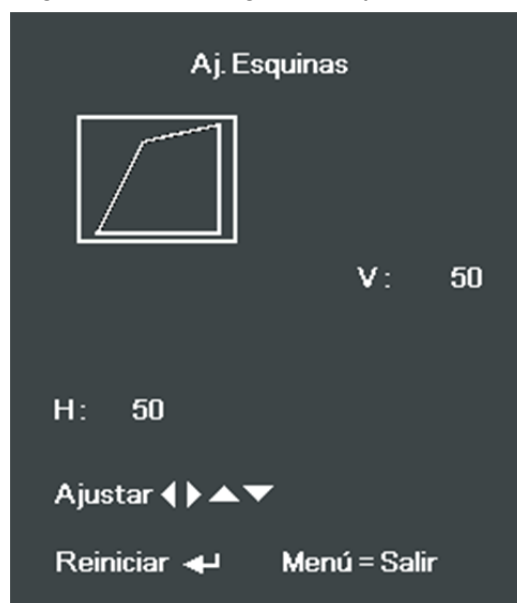 Aj. Esquinas
V: 50
H: 50
Ajustar
Reiniciar Menú = Salir